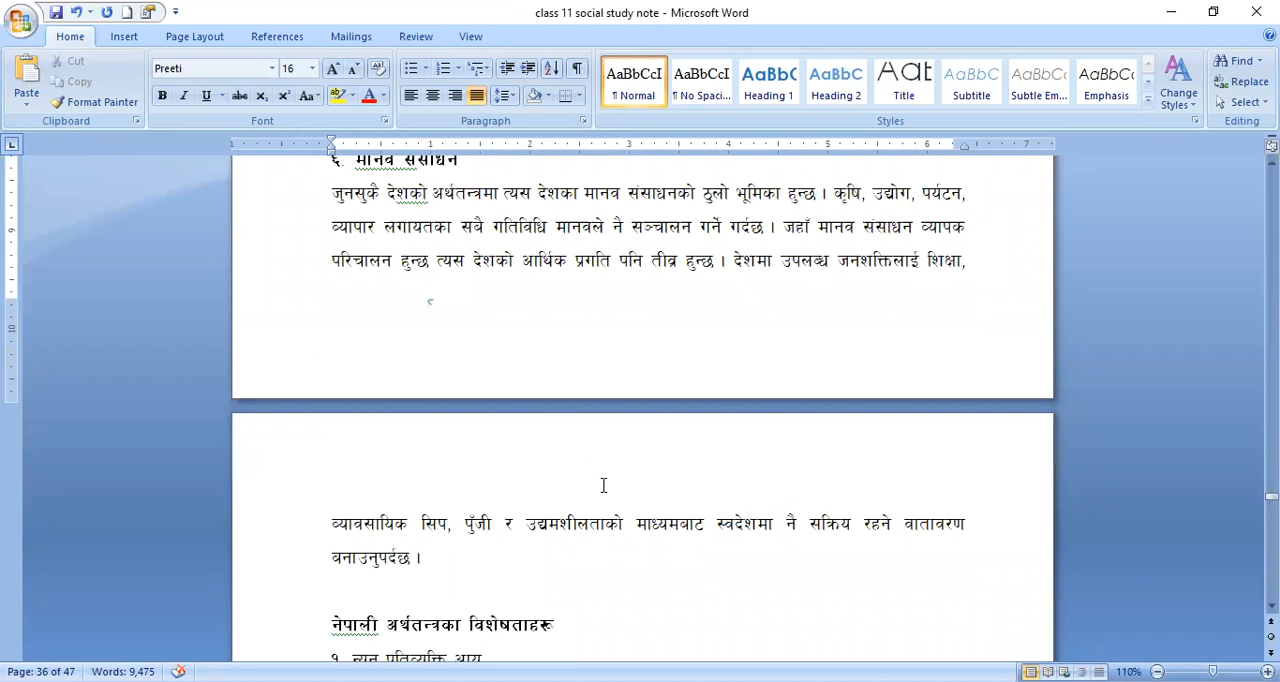 class 11 social study note - Microsoft Word
Home Insert Page Layout References Mailings Review View
Paste
Cut
Copy
Format Painter
Preeti 16
AaBbCcI AaBbCcI AaBbC AaBbCc AaBb AaBbCc. AaBbCc AaBbCc
¶ Normal ¶ No Spaci... Heading 1 Heading 2 Title Subtitle Subtle Em... Emphasis
Change Styles
Find
Replace
Select
Clipboard Font Paragraph Styles Editing
६. मानव संसाधन
जुनसुकै देशको अर्थतन्त्रमा त्यस देशका मानव संसाधनको ठुलो भूमिका हुन्छ । कृषि, उद्योग, पर्यटन,
व्यापार लगायतका सबै गतिविधि मानवले नै सञ्चालन गर्ने गर्दछ । जहाँ मानव संसाधन व्यापक
परिचालन हुन्छ त्यस देशको आर्थिक प्रगति पनि तीव्र हुन्छ । देशमा उपलब्ध जनशक्तिलाई शिक्षा,
व्यावसायिक सिप, पुँजी र उद्यमशीलताको माध्यमबाट स्वदेशमा नै सक्रिय रहने वातावरण
बनाउनुपर्दछ ।
नेपाली अर्थतन्त्रका विशेषताहरू
१. न्यून प्रतिव्यक्ति आय
Page: 36 of 47 Words: 9,475 110%